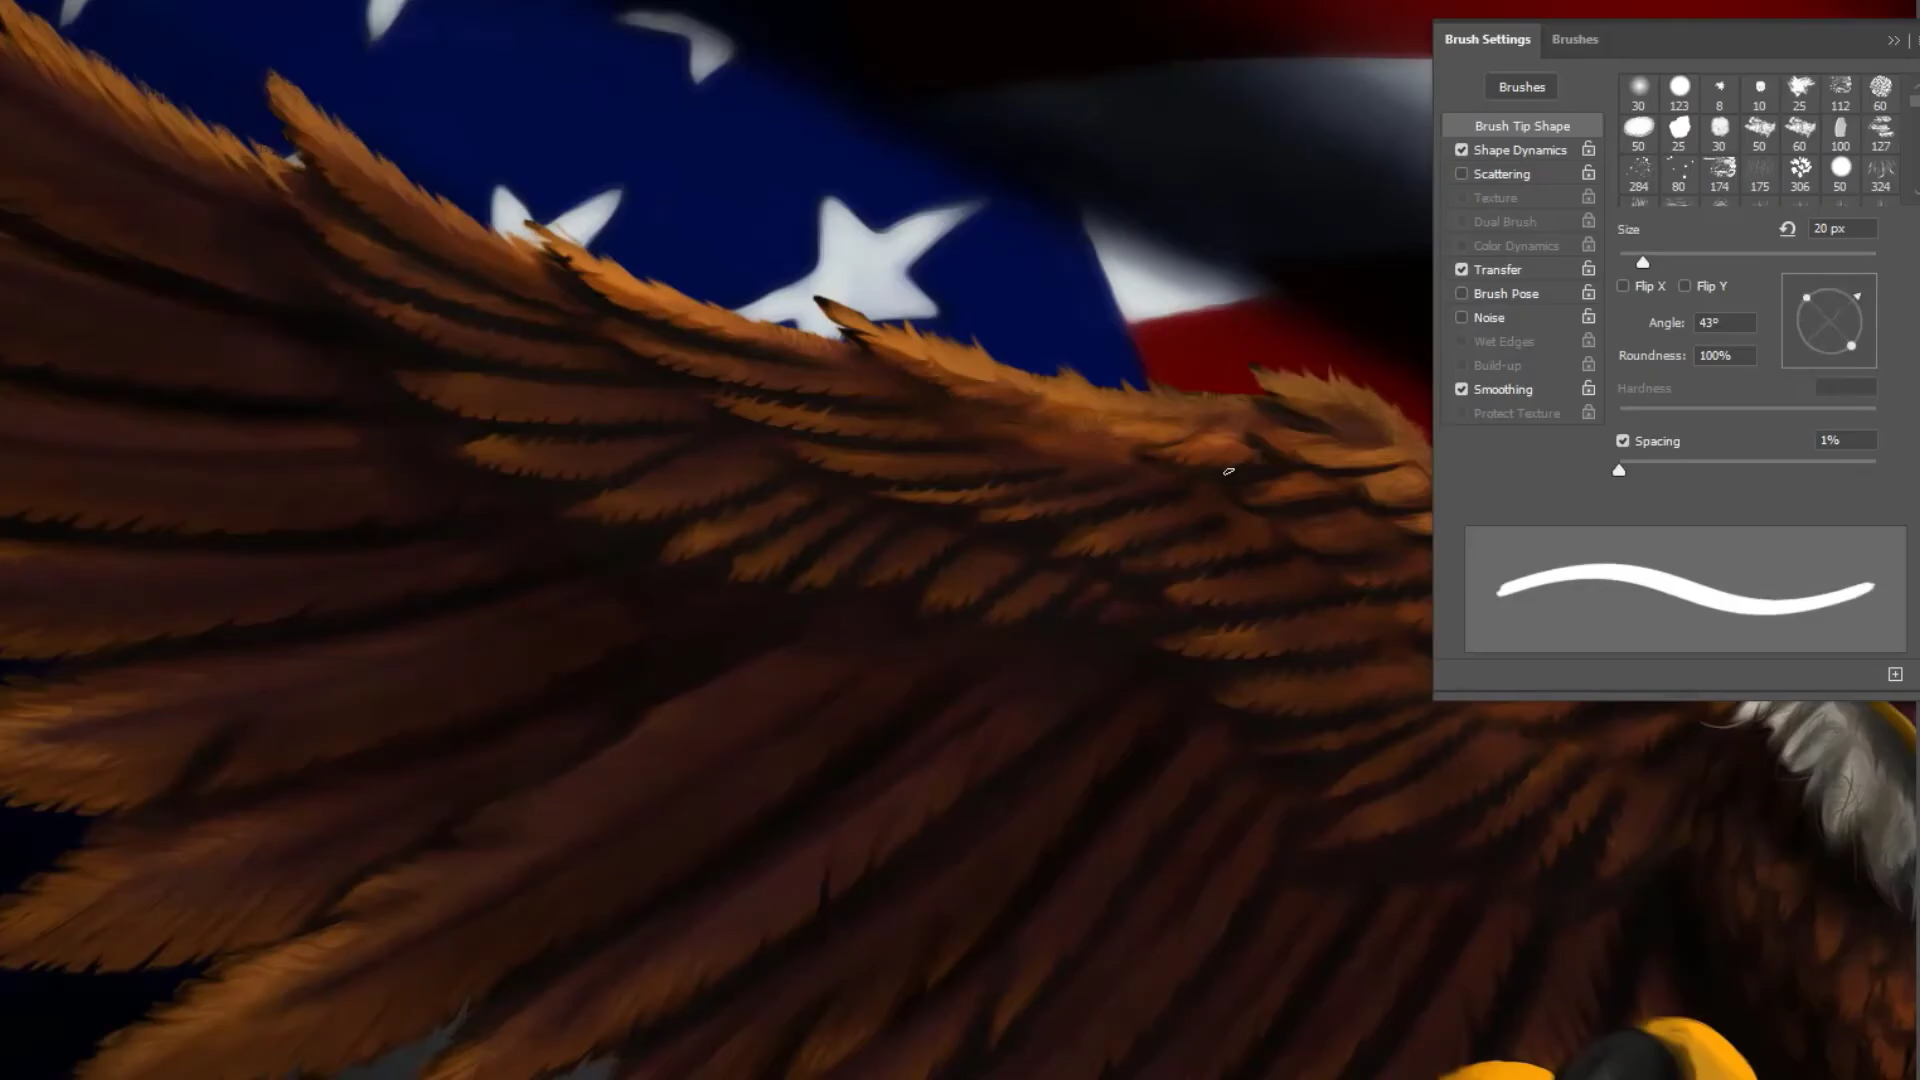 Brush Settings Brushes
Brushes
30 123 8 10 25 112 60
Brush Tip Shape
Shape Dynamics
50 25 30 50 60 100 127
Scattering
284 80 174 175 306 50 324
Texture
Dual Brush
Size 20 px
Color Dynamics
Transfer
Flip X Flip Y
Brush Pose
Noise
Angle: 43º
Wet Edges
Roundness: 100%
Build-up
Smoothing
Hardness
Protect Texture
Spacing 1%